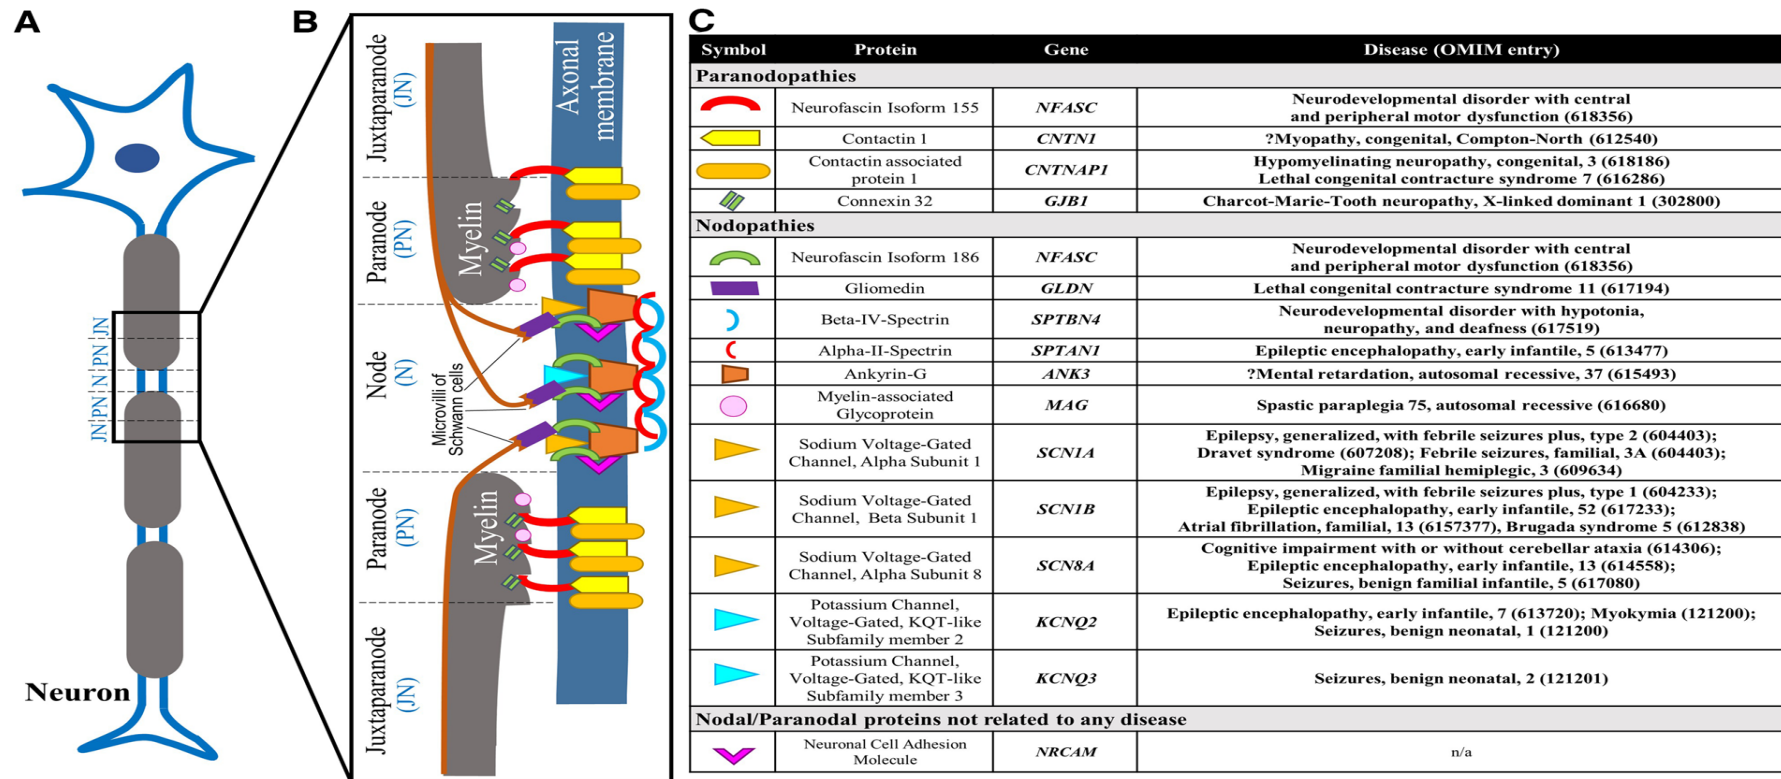 A
JN
PN
N
PN
JN
Neuron
B
Juxtaparanode
(JN)
Paranode
(PN)
Node
(N)
Paranode
(PN)
Juxtaparanode
(JN)
Myelin
Myelin
Axonal
membrane
Microvilli of
Schwann cells
C
Symbol Protein Gene Disease (OMIM entry)
Paranodopathies
Neurofascin Isoform 155 NFASC Neurodevelopmental disorder with central
and peripheral motor dysfunction (618356)
Contactin 1 CNTN1 ?Myopathy, congenital, Compton-North (612540)
Contactin associated
protein 1 CNTNAP1 Hypomyelinating neuropathy, congenital, 3 (618186)
Lethal congenital contracture syndrome 7 (616286)
Connexin 32 GJB1 Charcot-Marie-Tooth neuropathy, X-linked dominant 1 (302800)
Nodopathies
Neurofascin Isoform 186 NFASC Neurodevelopmental disorder with central
and peripheral motor dysfunction (618356)
Gliomedin GLDN Lethal congenital contracture syndrome 11 (617194)
Beta-IV-Spectrin SPTBN4 Neurodevelopmental disorder with hypotonia,
neuropathy, and deafness (617519)
Alpha-II-Spectrin SPTAN1 Epileptic encephalopathy, early infantile, 5 (613477)
Ankyrin-G ANK3 ?Mental retardation, autosomal recessive, 37 (615493)
Myelin-associated
Glycoprotein MAG Spastic paraplegia 75, autosomal recessive (616680)
Sodium Voltage-Gated
Channel, Alpha Subunit 1 SCN1A Epilepsy, generalized, with febrile seizures plus, type 2 (604403);
Dravet syndrome (607208); Febrile seizures, familial, 3A (604403);
Migraine familial hemiplegic, 3 (609634)
Sodium Voltage-Gated
Channel, Beta Subunit 1 SCN1B Epilepsy, generalized, with febrile seizures plus, type 1 (604233);
Epileptic encephalopathy, early infantile, 52 (617233);
Atrial fibrillation, familial, 13 (6157377), Brugada syndrome 5 (612838)
Sodium Voltage-Gated
Channel, Alpha Subunit 8 SCN8A Cognitive impairment with or without cerebellar ataxia (614306);
Epileptic encephalopathy, early infantile, 13 (614558);
Seizures, benign familial infantile, 5 (617080)
Potassium Channel,
Voltage-Gated, KQT-like
Subfamily member 2 KCNQ2 Epileptic encephalopathy, early infantile, 7 (613720); Myokymia (121200);
Seizures, benign neonatal, 1 (121200)
Potassium Channel,
Voltage-Gated, KQT-like
Subfamily member 3 KCNQ3 Seizures, benign neonatal, 2 (121201)
Nodal/Paranodal proteins not related to any disease
Neuronal Cell Adhesion
Molecule NRCAM n/a